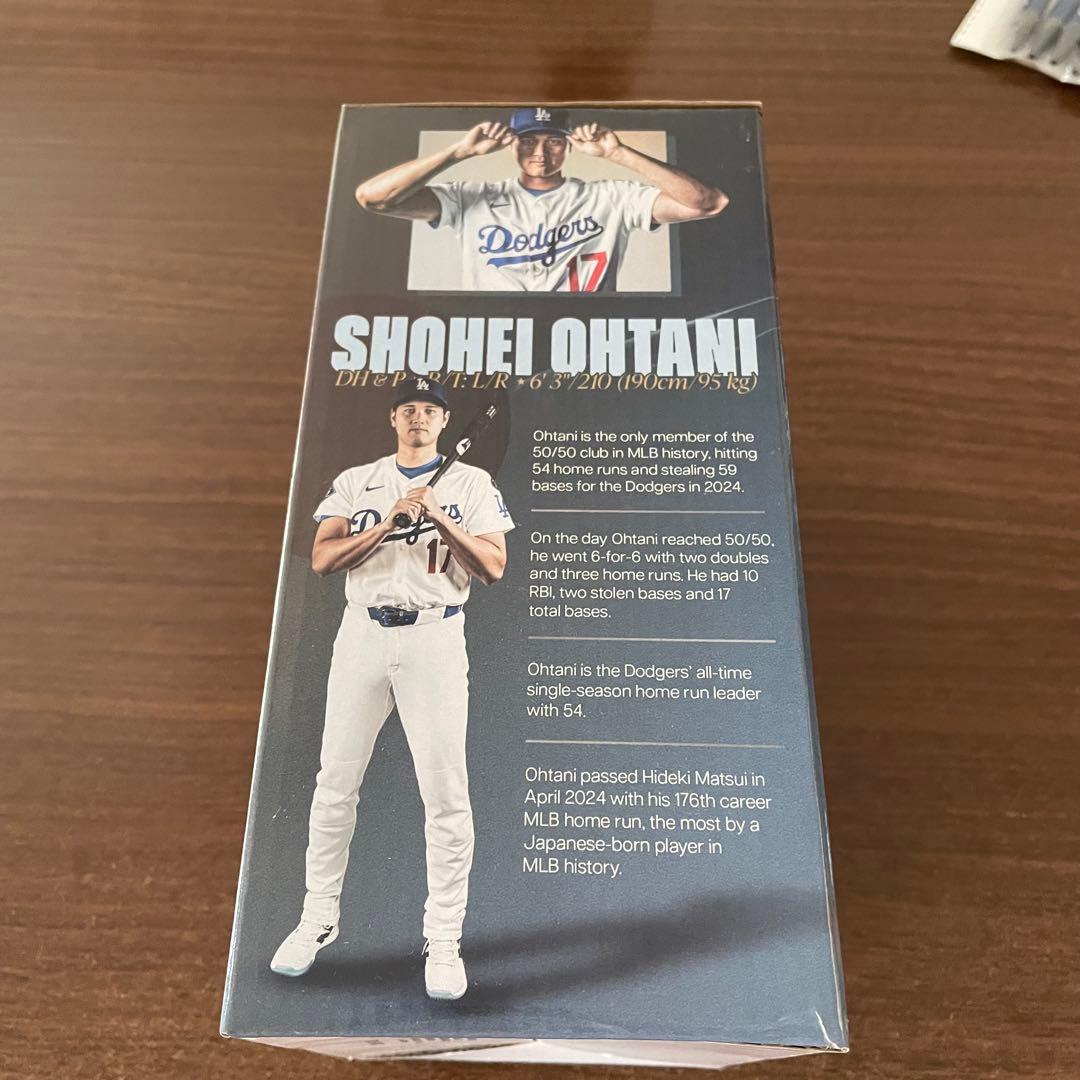 LA
Dodgers
17
SHOHEI OHTANI
DH & P B/T: L/R ★ 6' 3"/210 (190cm/95 kg)
LA
Ohtani is the only member of the
50/50 club in MLB history, hitting
54 home runs and stealing 59
bases for the Dodgers in 2024.
LA
Dodgers
17
On the day Ohtani reached 50/50,
he went 6-for-6 with two doubles
and three home runs. He had 10
RBI, two stolen bases and 17
total bases.
Ohtani is the Dodgers' all-time
single-season home run leader
with 54.
Ohtani passed Hideki Matsui in
April 2024 with his 176th career
MLB home run, the most by a
Japanese-born player in
MLB history.